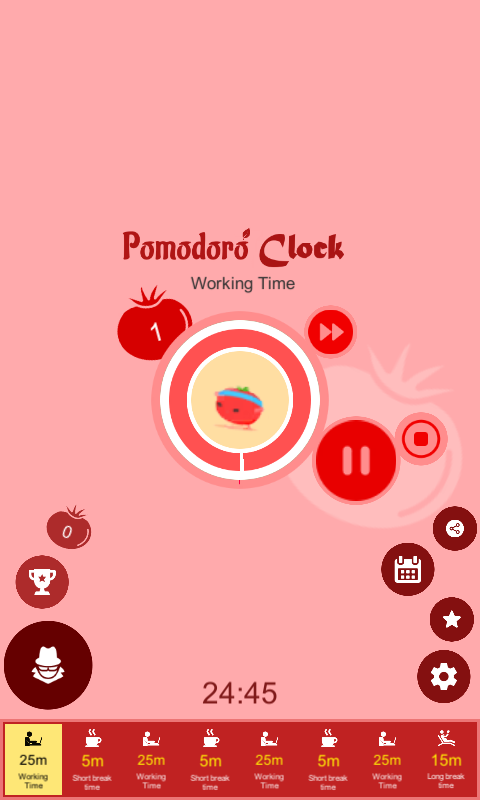 Pomodoro Clock
Working Time
1
0
24:45
25m 5m 25m 5m 25m 5m 25m 15m
Working Short break Working Short break Working Short break Working Long break
Time time Time time Time time Time time